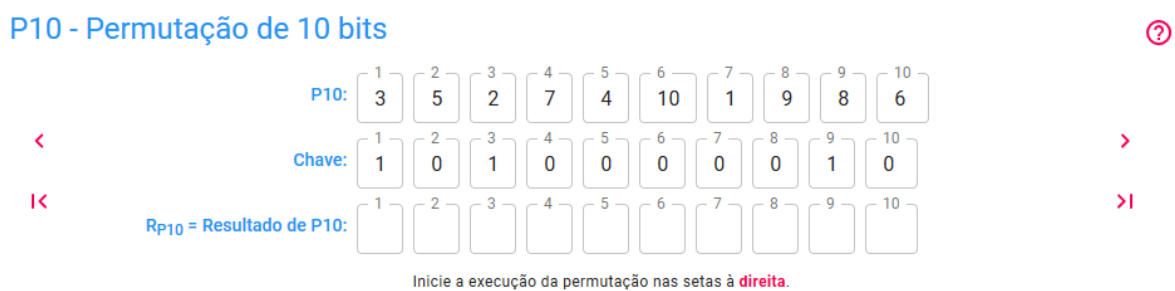 P10 - Permutação de 10 bits
1 2 3 4 5 6 7 8 9 10
P10: 3 5 2 7 4 10 1 9 8 6
1 2 3 4 5 6 7 8 9 10
Chave: 1 0 1 0 0 0 0 0 1 0
1 2 3 4 5 6 7 8 9 10
RP10 = Resultado de P10:
Inicie a execução da permutação nas setas à direita.